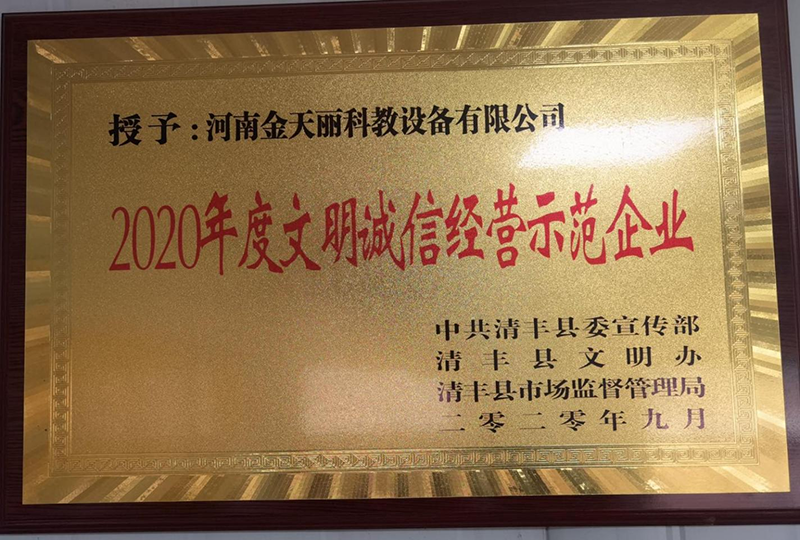 授予:河南金天丽科教设备有限公司
2020年度文明诚信经营示范企业
中共清丰县委宣传部
清丰县文明办
清丰县市场监督管理局
二零二零年九月